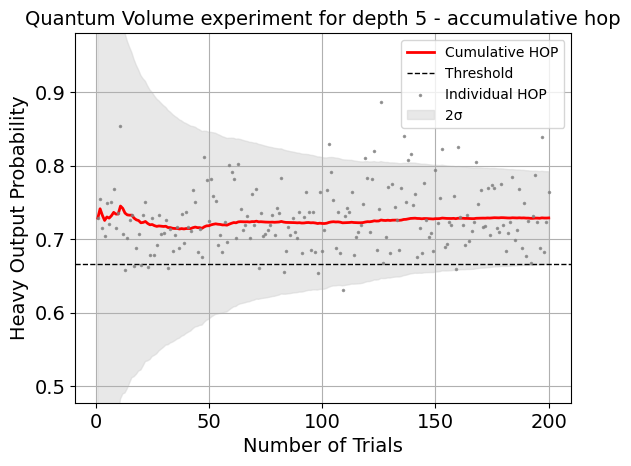 Quantum Volume experiment for depth 5 - accumulative hop
Heavy Output Probability
0.9
0.8
0.7
0.6
0.5
Cumulative HOP
Threshold
Individual HOP
2σ
0 50 100 150 200
Number of Trials